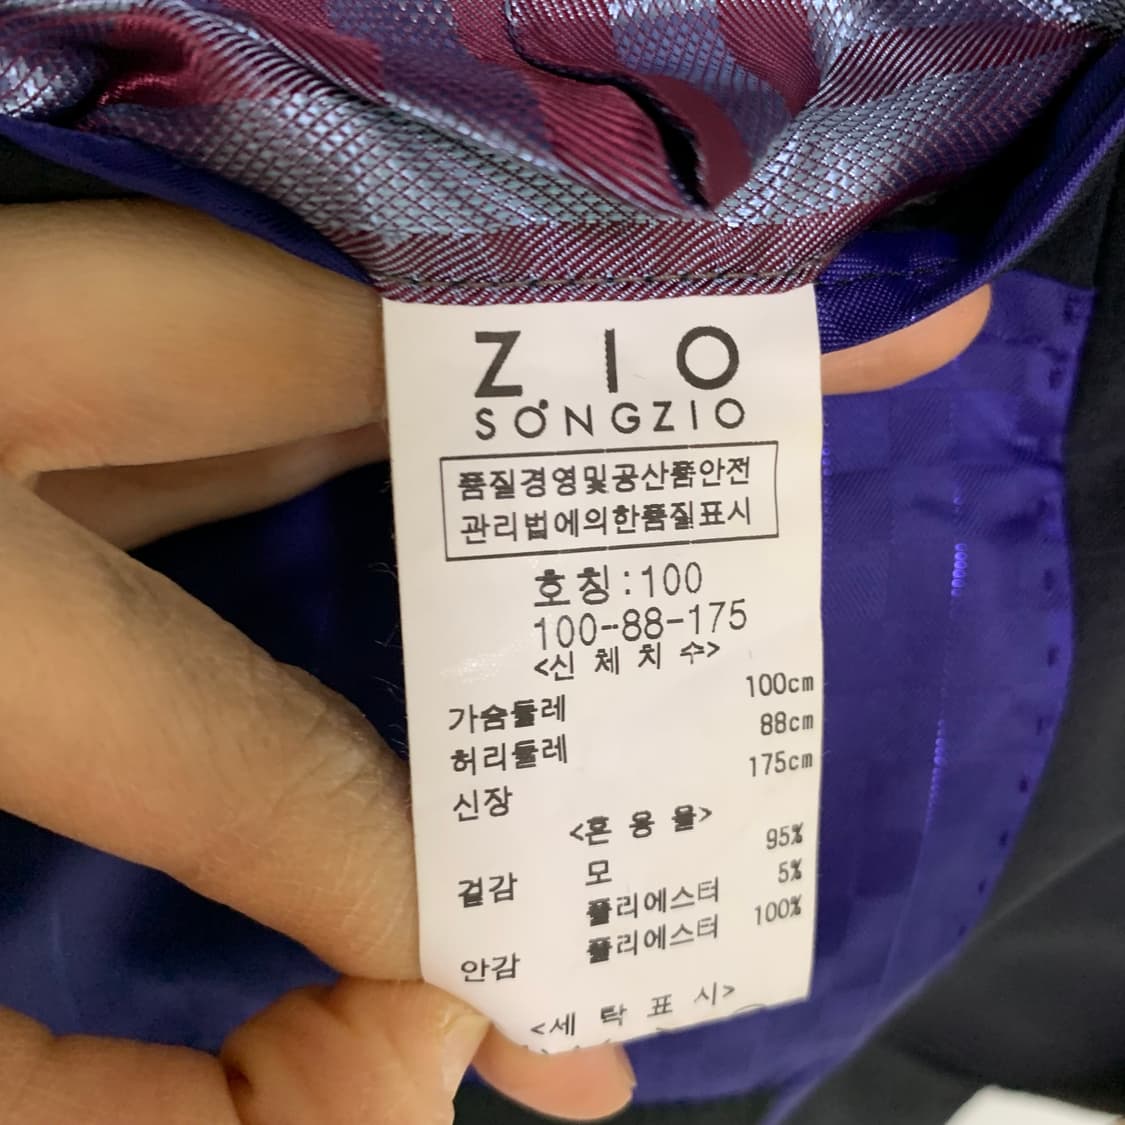 ZIO
SONGZIO
품질경영및공산품안전
관리법에의한품질표시
호칭:100
100-88-175
<신 체 치 수>
가슴둘레 100cm
허리둘레 88cm
신장 175cm
<혼 용 율>
겉감 모 95%
폴리에스터 5%
안감 폴리에스터 100%
<세 탁 표 시>